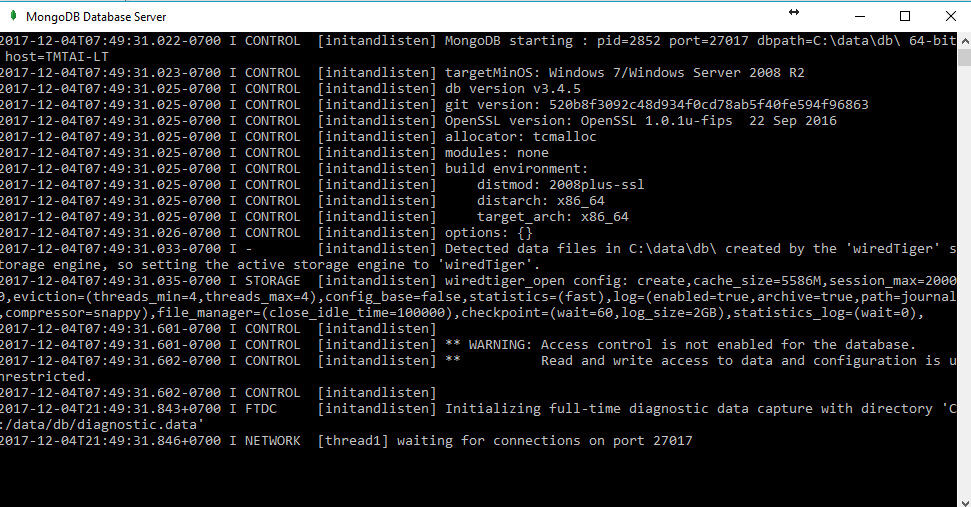 MongoDB Database Server
2017-12-04T07:49:31.022-0700 I CONTROL  [initandlisten] MongoDB starting : pid=2852 port=27017 dbpath=C:\data\db\ 64-bit
 host=TMTAI-LT
2017-12-04T07:49:31.023-0700 I CONTROL  [initandlisten] targetMinOS: Windows 7/Windows Server 2008 R2
2017-12-04T07:49:31.025-0700 I CONTROL  [initandlisten] db version v3.4.5
2017-12-04T07:49:31.025-0700 I CONTROL  [initandlisten] git version: 520b8f3092c48d934f0cd78ab5f40fe594f96863
2017-12-04T07:49:31.025-0700 I CONTROL  [initandlisten] OpenSSL version: OpenSSL 1.0.1u-fips  22 Sep 2016
2017-12-04T07:49:31.025-0700 I CONTROL  [initandlisten] allocator: tcmalloc
2017-12-04T07:49:31.025-0700 I CONTROL  [initandlisten] modules: none
2017-12-04T07:49:31.025-0700 I CONTROL  [initandlisten] build environment:
2017-12-04T07:49:31.025-0700 I CONTROL  [initandlisten]     distmod: 2008plus-ssl
2017-12-04T07:49:31.025-0700 I CONTROL  [initandlisten]     distarch: x86_64
2017-12-04T07:49:31.025-0700 I CONTROL  [initandlisten]     target_arch: x86_64
2017-12-04T07:49:31.026-0700 I CONTROL  [initandlisten] options: {}
2017-12-04T07:49:31.033-0700 I -        [initandlisten] Detected data files in C:\data\db\ created by the 'wiredTiger' s
torage engine, so setting the active storage engine to 'wiredTiger'.
2017-12-04T07:49:31.035-0700 I STORAGE  [initandlisten] wiredtiger_open config: create,cache_size=5586M,session_max=2000
0,eviction=(threads_min=4,threads_max=4),config_base=false,statistics=(fast),log=(enabled=true,archive=true,path=journal
,compressor=snappy),file_manager=(close_idle_time=100000),checkpoint=(wait=60,log_size=2GB),statistics_log=(wait=0),
2017-12-04T07:49:31.601-0700 I CONTROL  [initandlisten]
2017-12-04T07:49:31.601-0700 I CONTROL  [initandlisten] ** WARNING: Access control is not enabled for the database.
2017-12-04T07:49:31.602-0700 I CONTROL  [initandlisten] **          Read and write access to data and configuration is u
nrestricted.
2017-12-04T07:49:31.602-0700 I CONTROL  [initandlisten]
2017-12-04T21:49:31.843+0700 I FTDC     [initandlisten] Initializing full-time diagnostic data capture with directory 'C
:/data/db/diagnostic.data'
2017-12-04T21:49:31.846+0700 I NETWORK  [thread1] waiting for connections on port 27017